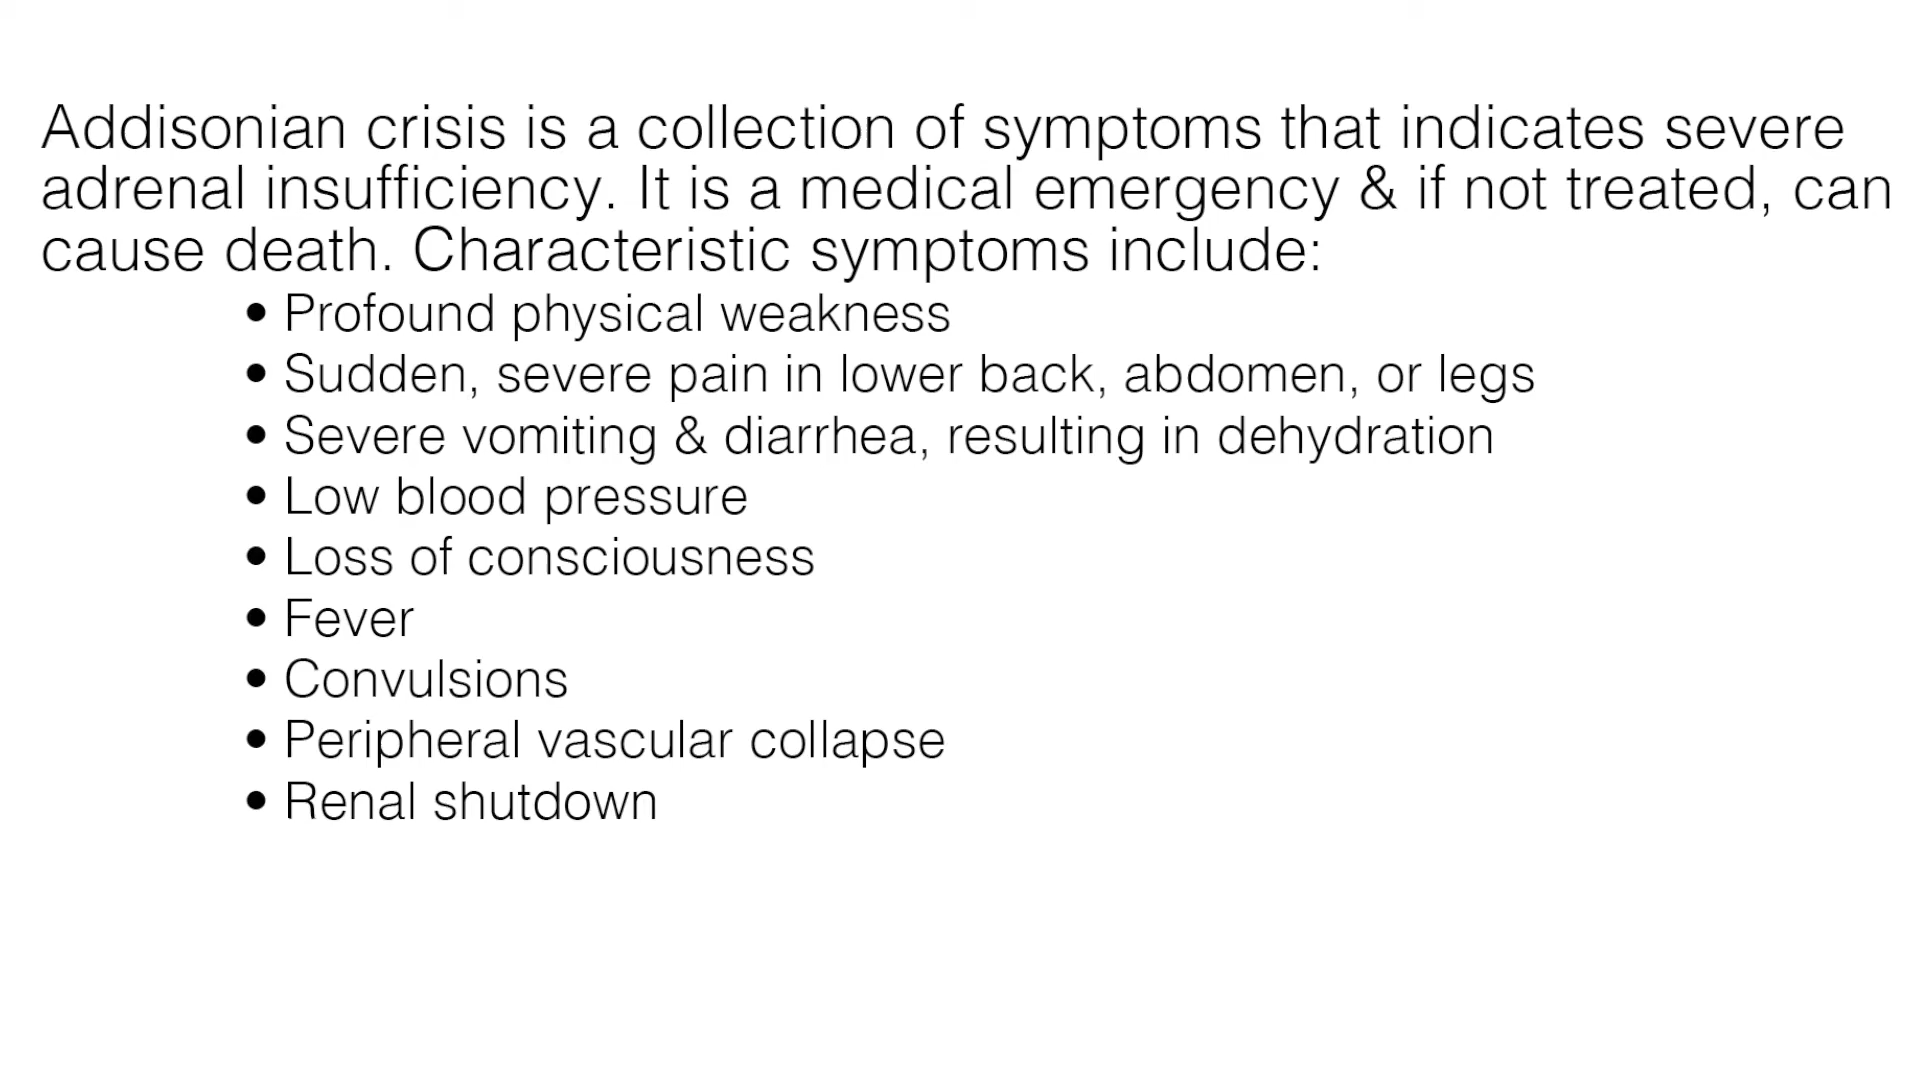 Addisonian crisis is a collection of symptoms that indicates severe
adrenal insufficiency. It is a medical emergency & if not treated, can
cause death. Characteristic symptoms include:
• Profound physical weakness
• Sudden, severe pain in lower back, abdomen, or legs
• Severe vomiting & diarrhea, resulting in dehydration
• Low blood pressure
• Loss of consciousness
• Fever
• Convulsions
• Peripheral vascular collapse
• Renal shutdown